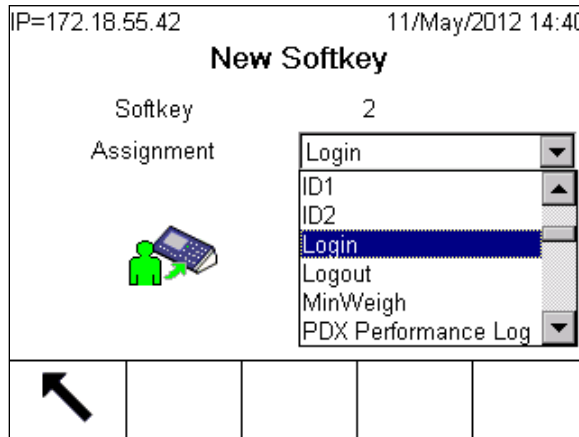 IP=172.18.55.42 11/May/2012 14:40
New Softkey
Softkey 2
Assignment Login
ID1
ID2
Login
Logout
MinWeigh
PDX Performance Log